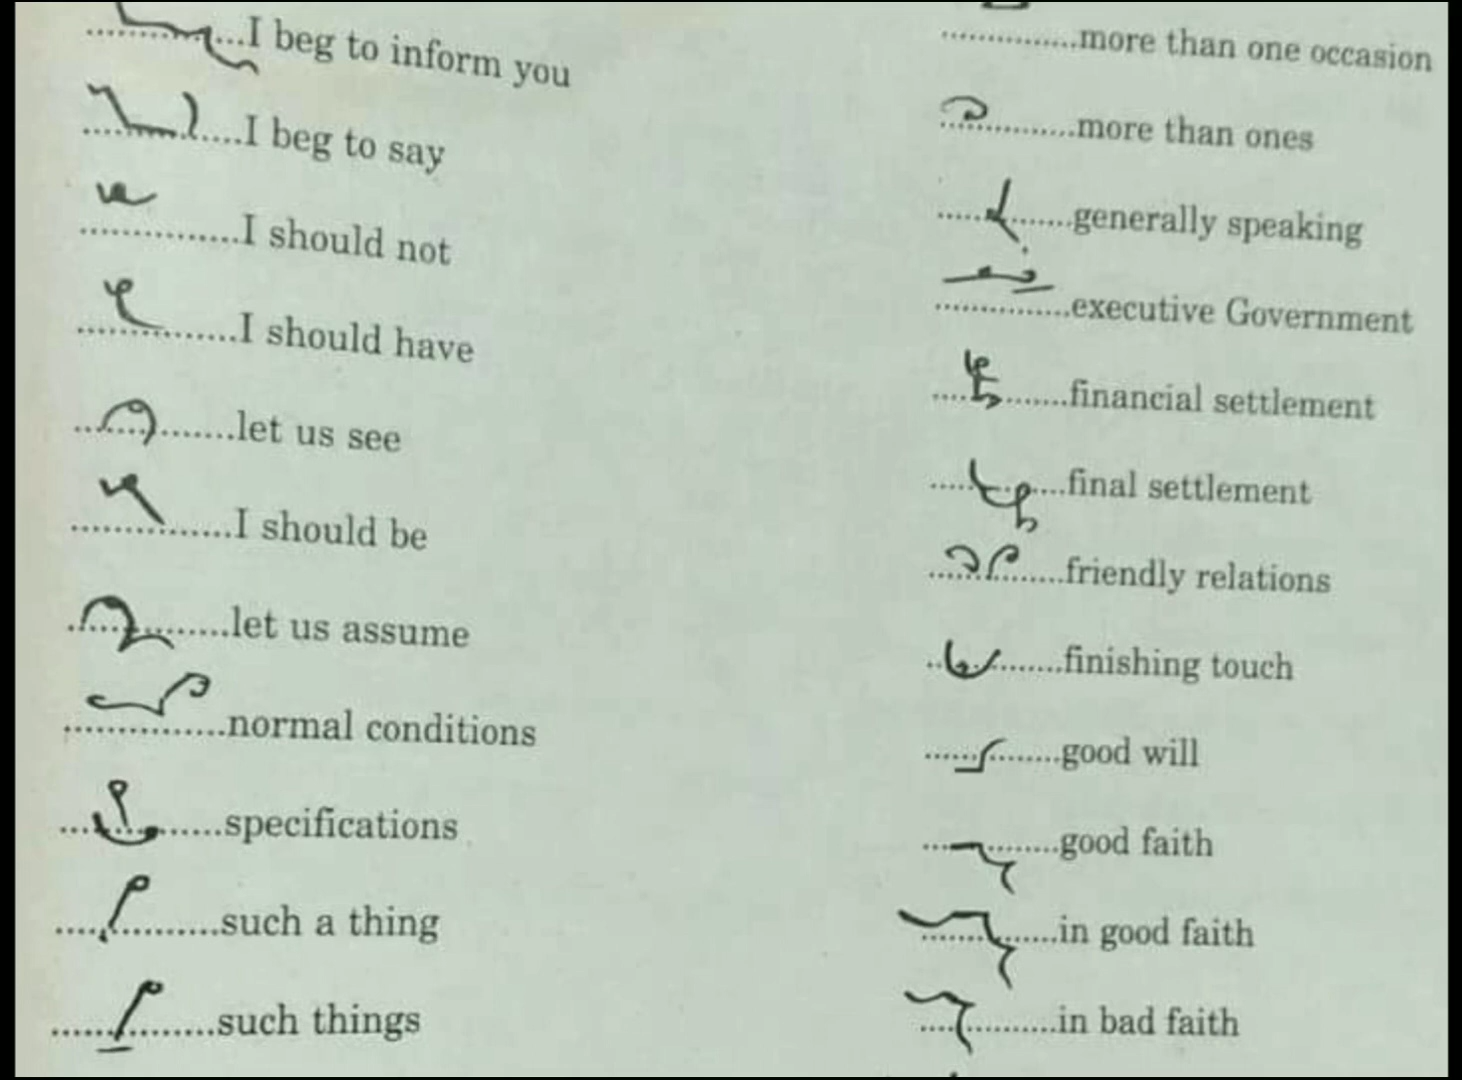 I beg to inform you
I beg to say
I should not
I should have
let us see
I should be
let us assume
normal conditions
specifications
such a thing
such things
more than one occasion
more than ones
generally speaking
executive Government
financial settlement
final settlement
friendly relations
finishing touch
good will
good faith
in good faith
in bad faith